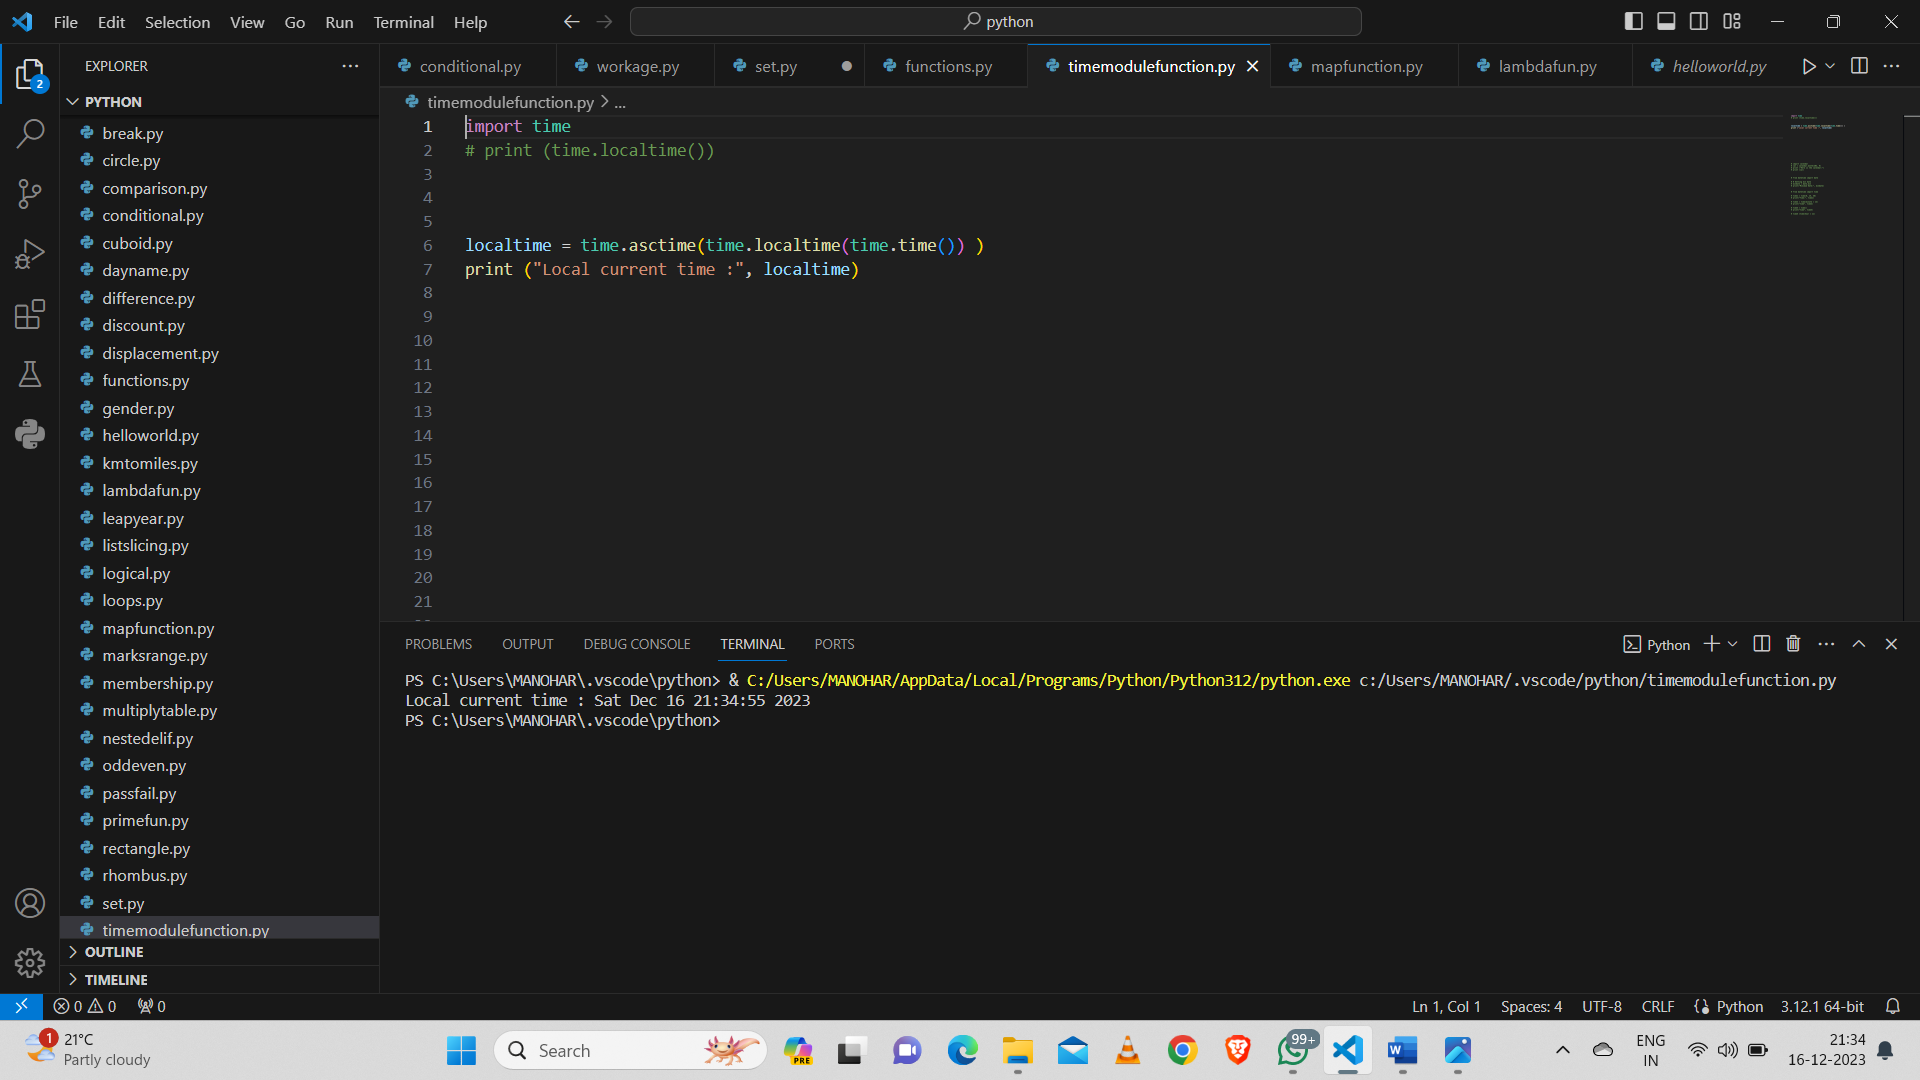 File Edit Selection View Go Run Terminal Help
python
EXPLORER
2
PYTHON
break.py
circle.py
comparison.py
conditional.py
cuboid.py
dayname.py
difference.py
discount.py
displacement.py
functions.py
gender.py
helloworld.py
kmtomiles.py
lambdafun.py
leapyear.py
listslicing.py
logical.py
loops.py
mapfunction.py
marksrange.py
membership.py
multiplytable.py
nestedelif.py
oddeven.py
passfail.py
primefun.py
rectangle.py
rhombus.py
set.py
timemodulefunction.py
OUTLINE
TIMELINE
conditional.py workage.py set.py functions.py timemodulefunction.py mapfunction.py lambdafun.py helloworld.py
timemodulefunction.py > ...
1 import time
2 # print (time.localtime())
3
4
5
6 localtime = time.asctime(time.localtime(time.time()) )
7 print ("Local current time :", localtime)
8
9
10
11
12
13
14
15
16
17
18
19
20
21
PROBLEMS OUTPUT DEBUG CONSOLE TERMINAL PORTS
Python
PS C:\Users\MANOHAR\.vscode\python> & C:/Users/MANOHAR/AppData/Local/Programs/Python/Python312/python.exe c:/Users/MANOHAR/.vscode/python/timemodulefunction.py
Local current time : Sat Dec 16 21:34:55 2023
PS C:\Users\MANOHAR\.vscode\python>
0 0 0
Ln 1, Col 1 Spaces: 4 UTF-8 CRLF {} Python 3.12.1 64-bit
1
21°C
Partly cloudy
Search
PRE
99+
ENG
IN
21:34
16-12-2023